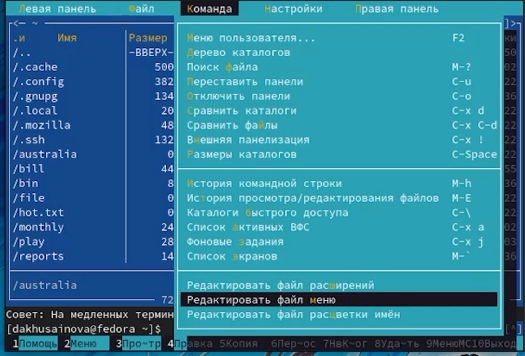 Левая панель Файл Команда Настройки Правая панель
<─ ~ ]>
.и Имя Размер
/.. -ВВЕРХ-
/.cache 500
/.config 382
/.gnupg 134
/.local 20
/.mozilla 48
/.ssh 132
/australia 0
/bill 44
/bin 8
/file 0
/hot.txt 0
/monthly 24
/play 28
/reports 14
/australia
72
Меню пользователя... F2
Дерево каталогов
Поиск файла M-?
Переставить панели C-u
Отключить панели C-o
Сравнить каталоги C-x d
Сравнить файлы C-x C-d
Внешняя панелизация C-x !
Размеры каталогов C-Space
История командной строки M-h
История просмотра/редактирования файлов M-E
Каталоги быстрого доступа C-\
Список активных ВФС C-x a
Фоновые задания C-x j
Список экранов M-`
Редактировать файл расширений
Редактировать файл меню
Редактировать файл расцветки имён
Совет: На медленных термин
[dakhusainova@fedora ~]$ [^]
1Помощь 2Меню 3Про~тр 4Правка 5Копия 6Пер~ос 7НвК~ог 8Уда~ть 9МенюMC10Выход